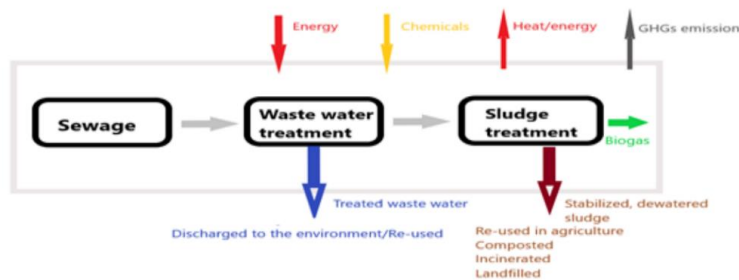 Energy
Chemicals
Heat/energy
GHGs emission
Sewage
Waste water
treatment
Sludge
treatment
Biogas
Treated waste water
Discharged to the environment/Re-used
Stabilized, dewatered
sludge
Re-used in agriculture
Composted
Incinerated
Landfilled